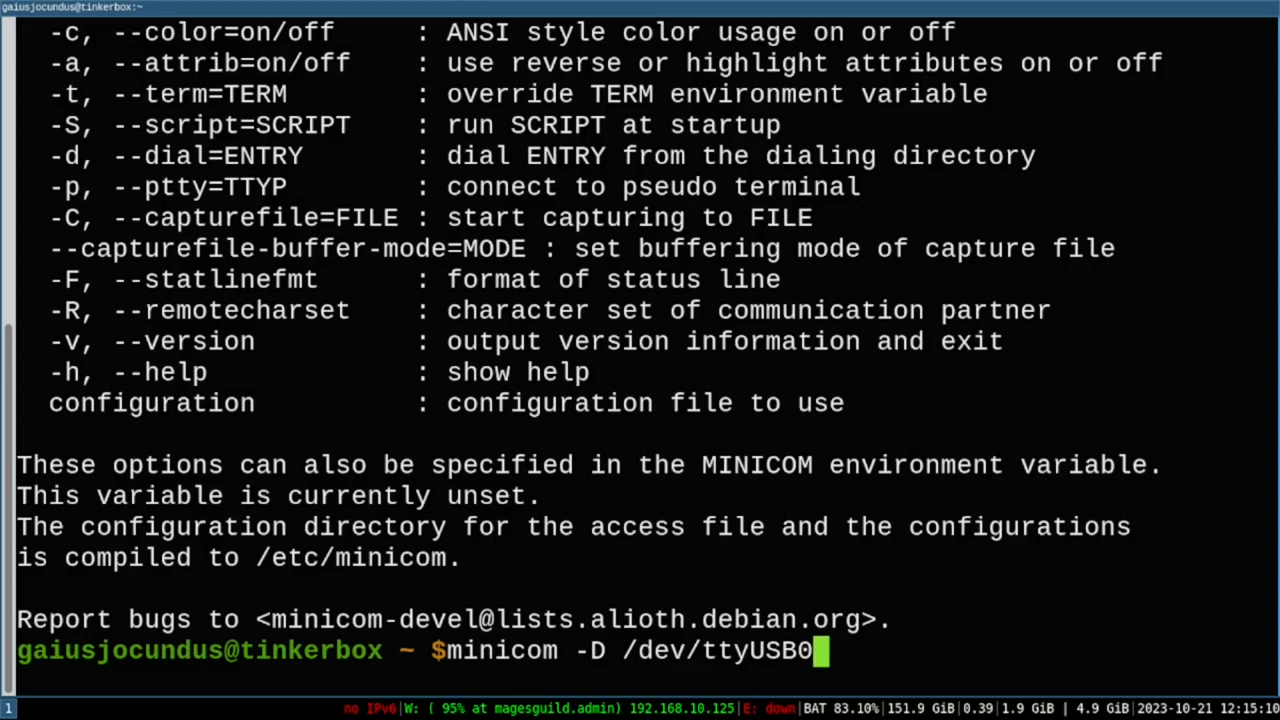 gaiusjocundus@tinkerbox:~
-c, --color=on/off : ANSI style color usage on or off
-a, --attrib=on/off : use reverse or highlight attributes on or off
-t, --term=TERM : override TERM environment variable
-S, --script=SCRIPT : run SCRIPT at startup
-d, --dial=ENTRY : dial ENTRY from the dialing directory
-p, --ptty=TTYP : connect to pseudo terminal
-C, --capturefile=FILE : start capturing to FILE
--capturefile-buffer-mode=MODE : set buffering mode of capture file
-F, --statlinefmt : format of status line
-R, --remotecharset : character set of communication partner
-v, --version : output version information and exit
-h, --help : show help
configuration : configuration file to use
These options can also be specified in the MINICOM environment variable.
This variable is currently unset.
The configuration directory for the access file and the configurations
is compiled to /etc/minicom.
Report bugs to <minicom-devel@lists.alioth.debian.org>.
gaiusjocundus@tinkerbox ~ $minicom -D /dev/ttyUSB0
1 no IPv6|W: ( 95% at magesguild.admin) 192.168.10.125|E: down|BAT 83.10%|151.9 GiB|0.39|1.9 GiB | 4.9 GiB|2023-10-21 12:15:10